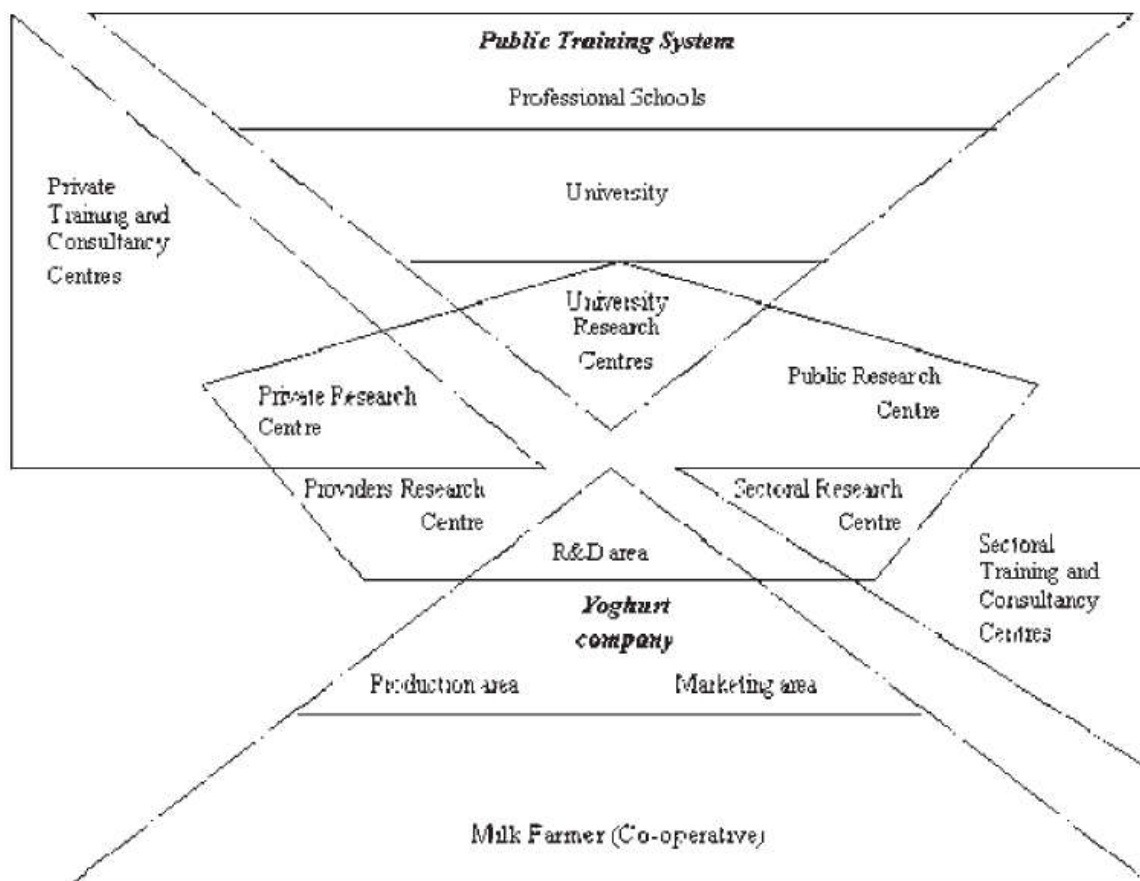 Public Training System
Professional Schools
Private
Training and
Consultancy
Centres
University
University
Research
Centres
Private Research
Centre
Public Research
Centre
Providers Research
Centre
Sectoral Research
Centre
R&D area
Sectoral
Training and
Consultancy
Centres
Yoghurt
company
Production area
Marketing area
Milk Farmer (Co-operative)